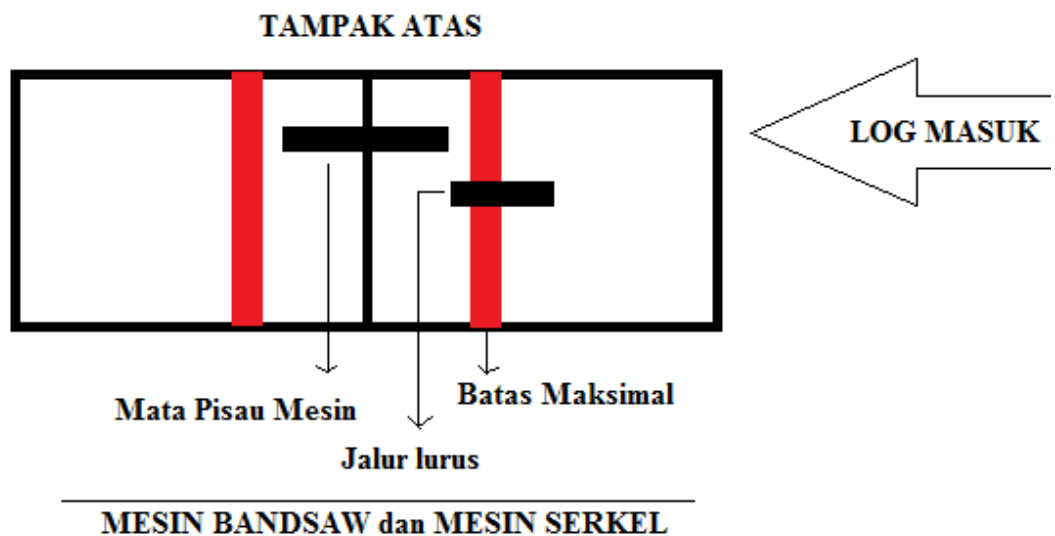 TAMPAK ATAS
LOG MASUK
Mata Pisau Mesin
Batas Maksimal
Jalur lurus
MESIN BANDSAW dan MESIN SERKEL